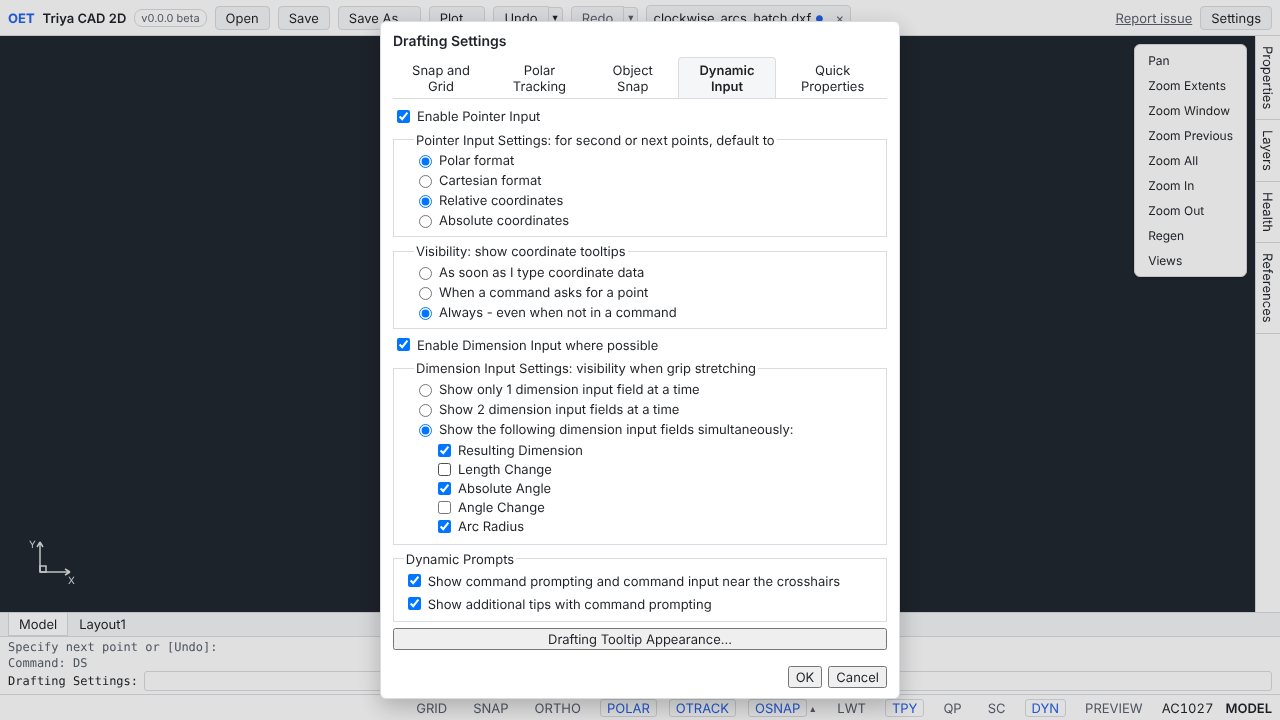 OET Triya CAD 2D v0.0.0 beta Open Save Save As... Plot... Undo ▾ Redo ▾ clockwise_arcs_hatch.dxf ● × Report issue Settings
Drafting Settings
Snap and Grid
Polar Tracking
Object Snap
Dynamic Input
Quick Properties
Enable Pointer Input
Pointer Input Settings: for second or next points, default to
Polar format
Cartesian format
Relative coordinates
Absolute coordinates
Visibility: show coordinate tooltips
As soon as I type coordinate data
When a command asks for a point
Always - even when not in a command
Enable Dimension Input where possible
Dimension Input Settings: visibility when grip stretching
Show only 1 dimension input field at a time
Show 2 dimension input fields at a time
Show the following dimension input fields simultaneously:
Resulting Dimension
Length Change
Absolute Angle
Angle Change
Arc Radius
Dynamic Prompts
Show command prompting and command input near the crosshairs
Show additional tips with command prompting
Drafting Tooltip Appearance...
OK Cancel
Pan
Zoom Extents
Zoom Window
Zoom Previous
Zoom All
Zoom In
Zoom Out
Regen
Views
Properties
Layers
Health
References
Y
X
Model Layout1
Specify next point or [Undo]:
Command: DS
Drafting Settings:
GRID SNAP ORTHO POLAR OTRACK OSNAP ▴ LWT TPY QP SC DYN PREVIEW AC1027 MODEL